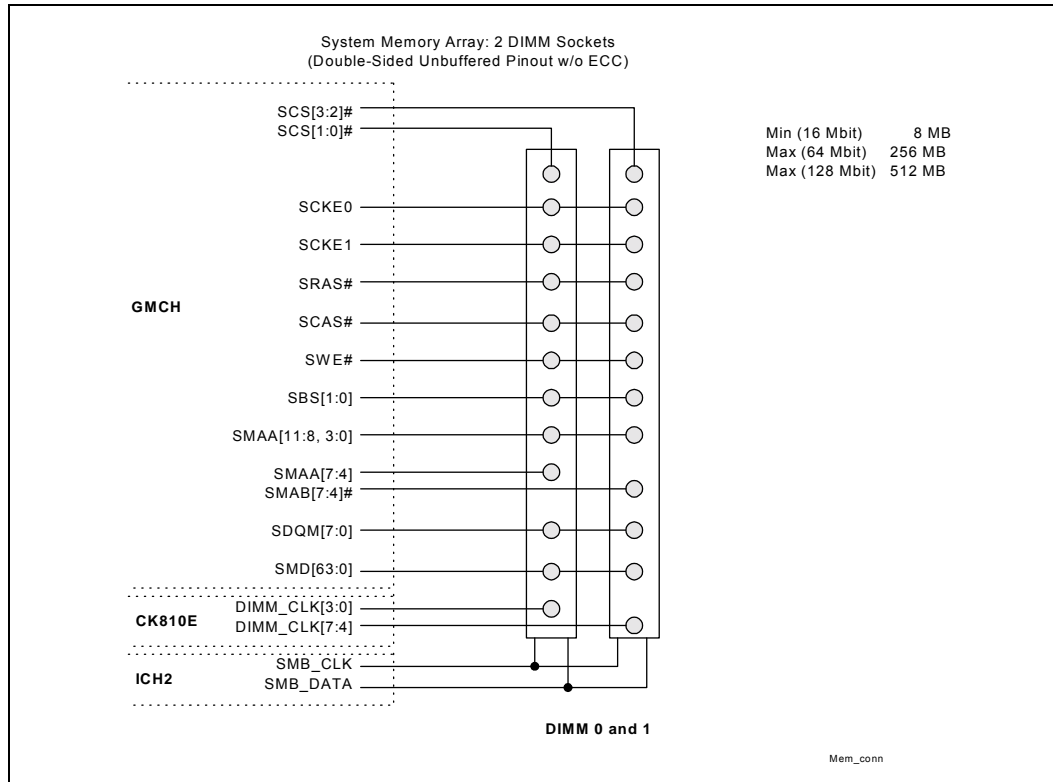 System Memory Array: 2 DIMM Sockets
(Double-Sided Unbuffered Pinout w/o ECC)
SCS[3:2]#
SCS[1:0]#
Min (16 Mbit) 8 MB
Max (64 Mbit) 256 MB
Max (128 Mbit) 512 MB
SCKE0
SCKE1
SRAS#
GMCH
SCAS#
SWE#
SBS[1:0]
SMAA[11:8, 3:0]
SMAA[7:4]
SMAB[7:4]#
SDQM[7:0]
SMD[63:0]
CK810E
DIMM_CLK[3:0]
DIMM_CLK[7:4]
ICH2
SMB_CLK
SMB_DATA
DIMM 0 and 1
Mem_conn